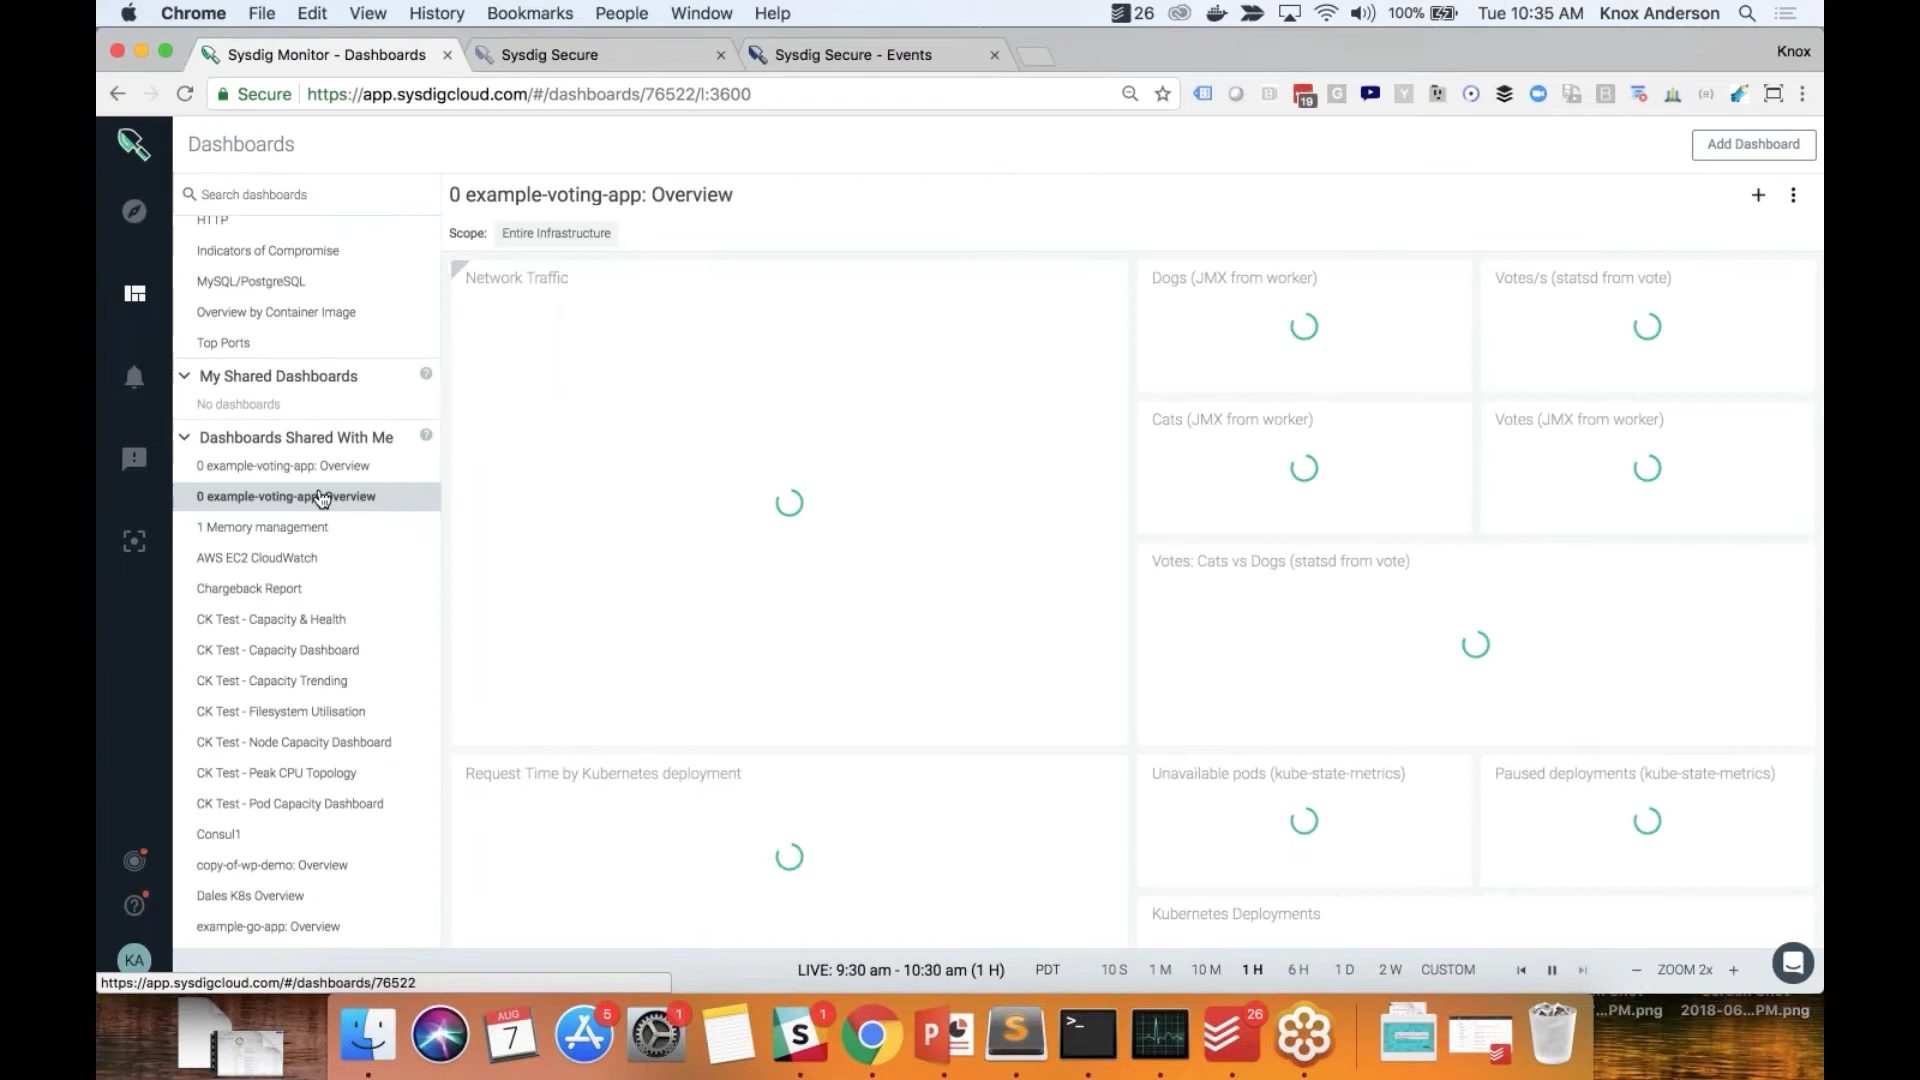 Chrome File Edit View History Bookmarks People Window Help
26 100% Tue 10:35 AM Knox Anderson
Sysdig Monitor - Dashboards
Sysdig Secure
Sysdig Secure - Events
Knox
Secure https://app.sysdigcloud.com/#/dashboards/76522/l:3600
19
Dashboards
Add Dashboard
Search dashboards
HTTP
Indicators of Compromise
MySQL/PostgreSQL
Overview by Container Image
Top Ports
My Shared Dashboards
No dashboards
Dashboards Shared With Me
0 example-voting-app: Overview
0 example-voting-app: Overview
1 Memory management
AWS EC2 CloudWatch
Chargeback Report
CK Test - Capacity & Health
CK Test - Capacity Dashboard
CK Test - Capacity Trending
CK Test - Filesystem Utilisation
CK Test - Node Capacity Dashboard
CK Test - Peak CPU Topology
CK Test - Pod Capacity Dashboard
Consul1
copy-of-wp-demo: Overview
Dales K8s Overview
example-go-app: Overview
KA
0 example-voting-app: Overview
Scope: Entire Infrastructure
Network Traffic
Dogs (JMX from worker)
Votes/s (statsd from vote)
Cats (JMX from worker)
Votes (JMX from worker)
Votes: Cats vs Dogs (statsd from vote)
Request Time by Kubernetes deployment
Unavailable pods (kube-state-metrics)
Paused deployments (kube-state-metrics)
Kubernetes Deployments
LIVE: 9:30 am - 10:30 am (1 H) PDT 10 S 1 M 10 M 1 H 6 H 1 D 2 W CUSTOM ZOOM 2x
https://app.sysdigcloud.com/#/dashboards/76522
AUG
7
5
1
1
26
...PM.png
2018-06...PM.png